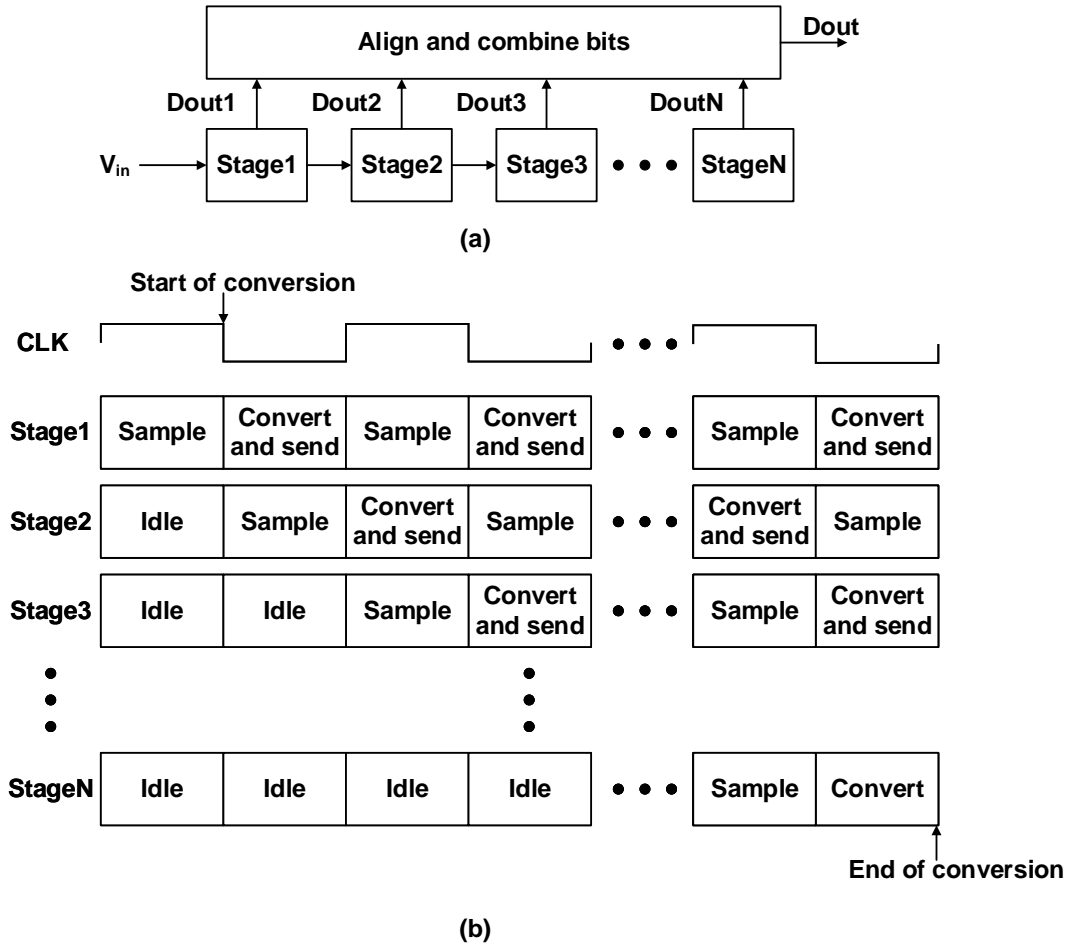 Align and combine bits
Dout
Dout1
Dout2
Dout3
DoutN
Vin
Stage1
Stage2
Stage3
StageN
(a)
Start of conversion
CLK
Stage1
Sample
Convert
and send
Sample
Convert
and send
Sample
Convert
and send
Stage2
Idle
Sample
Convert
and send
Sample
Convert
and send
Sample
Stage3
Idle
Idle
Sample
Convert
and send
Sample
Convert
and send
StageN
Idle
Idle
Idle
Idle
Sample
Convert
End of conversion
(b)